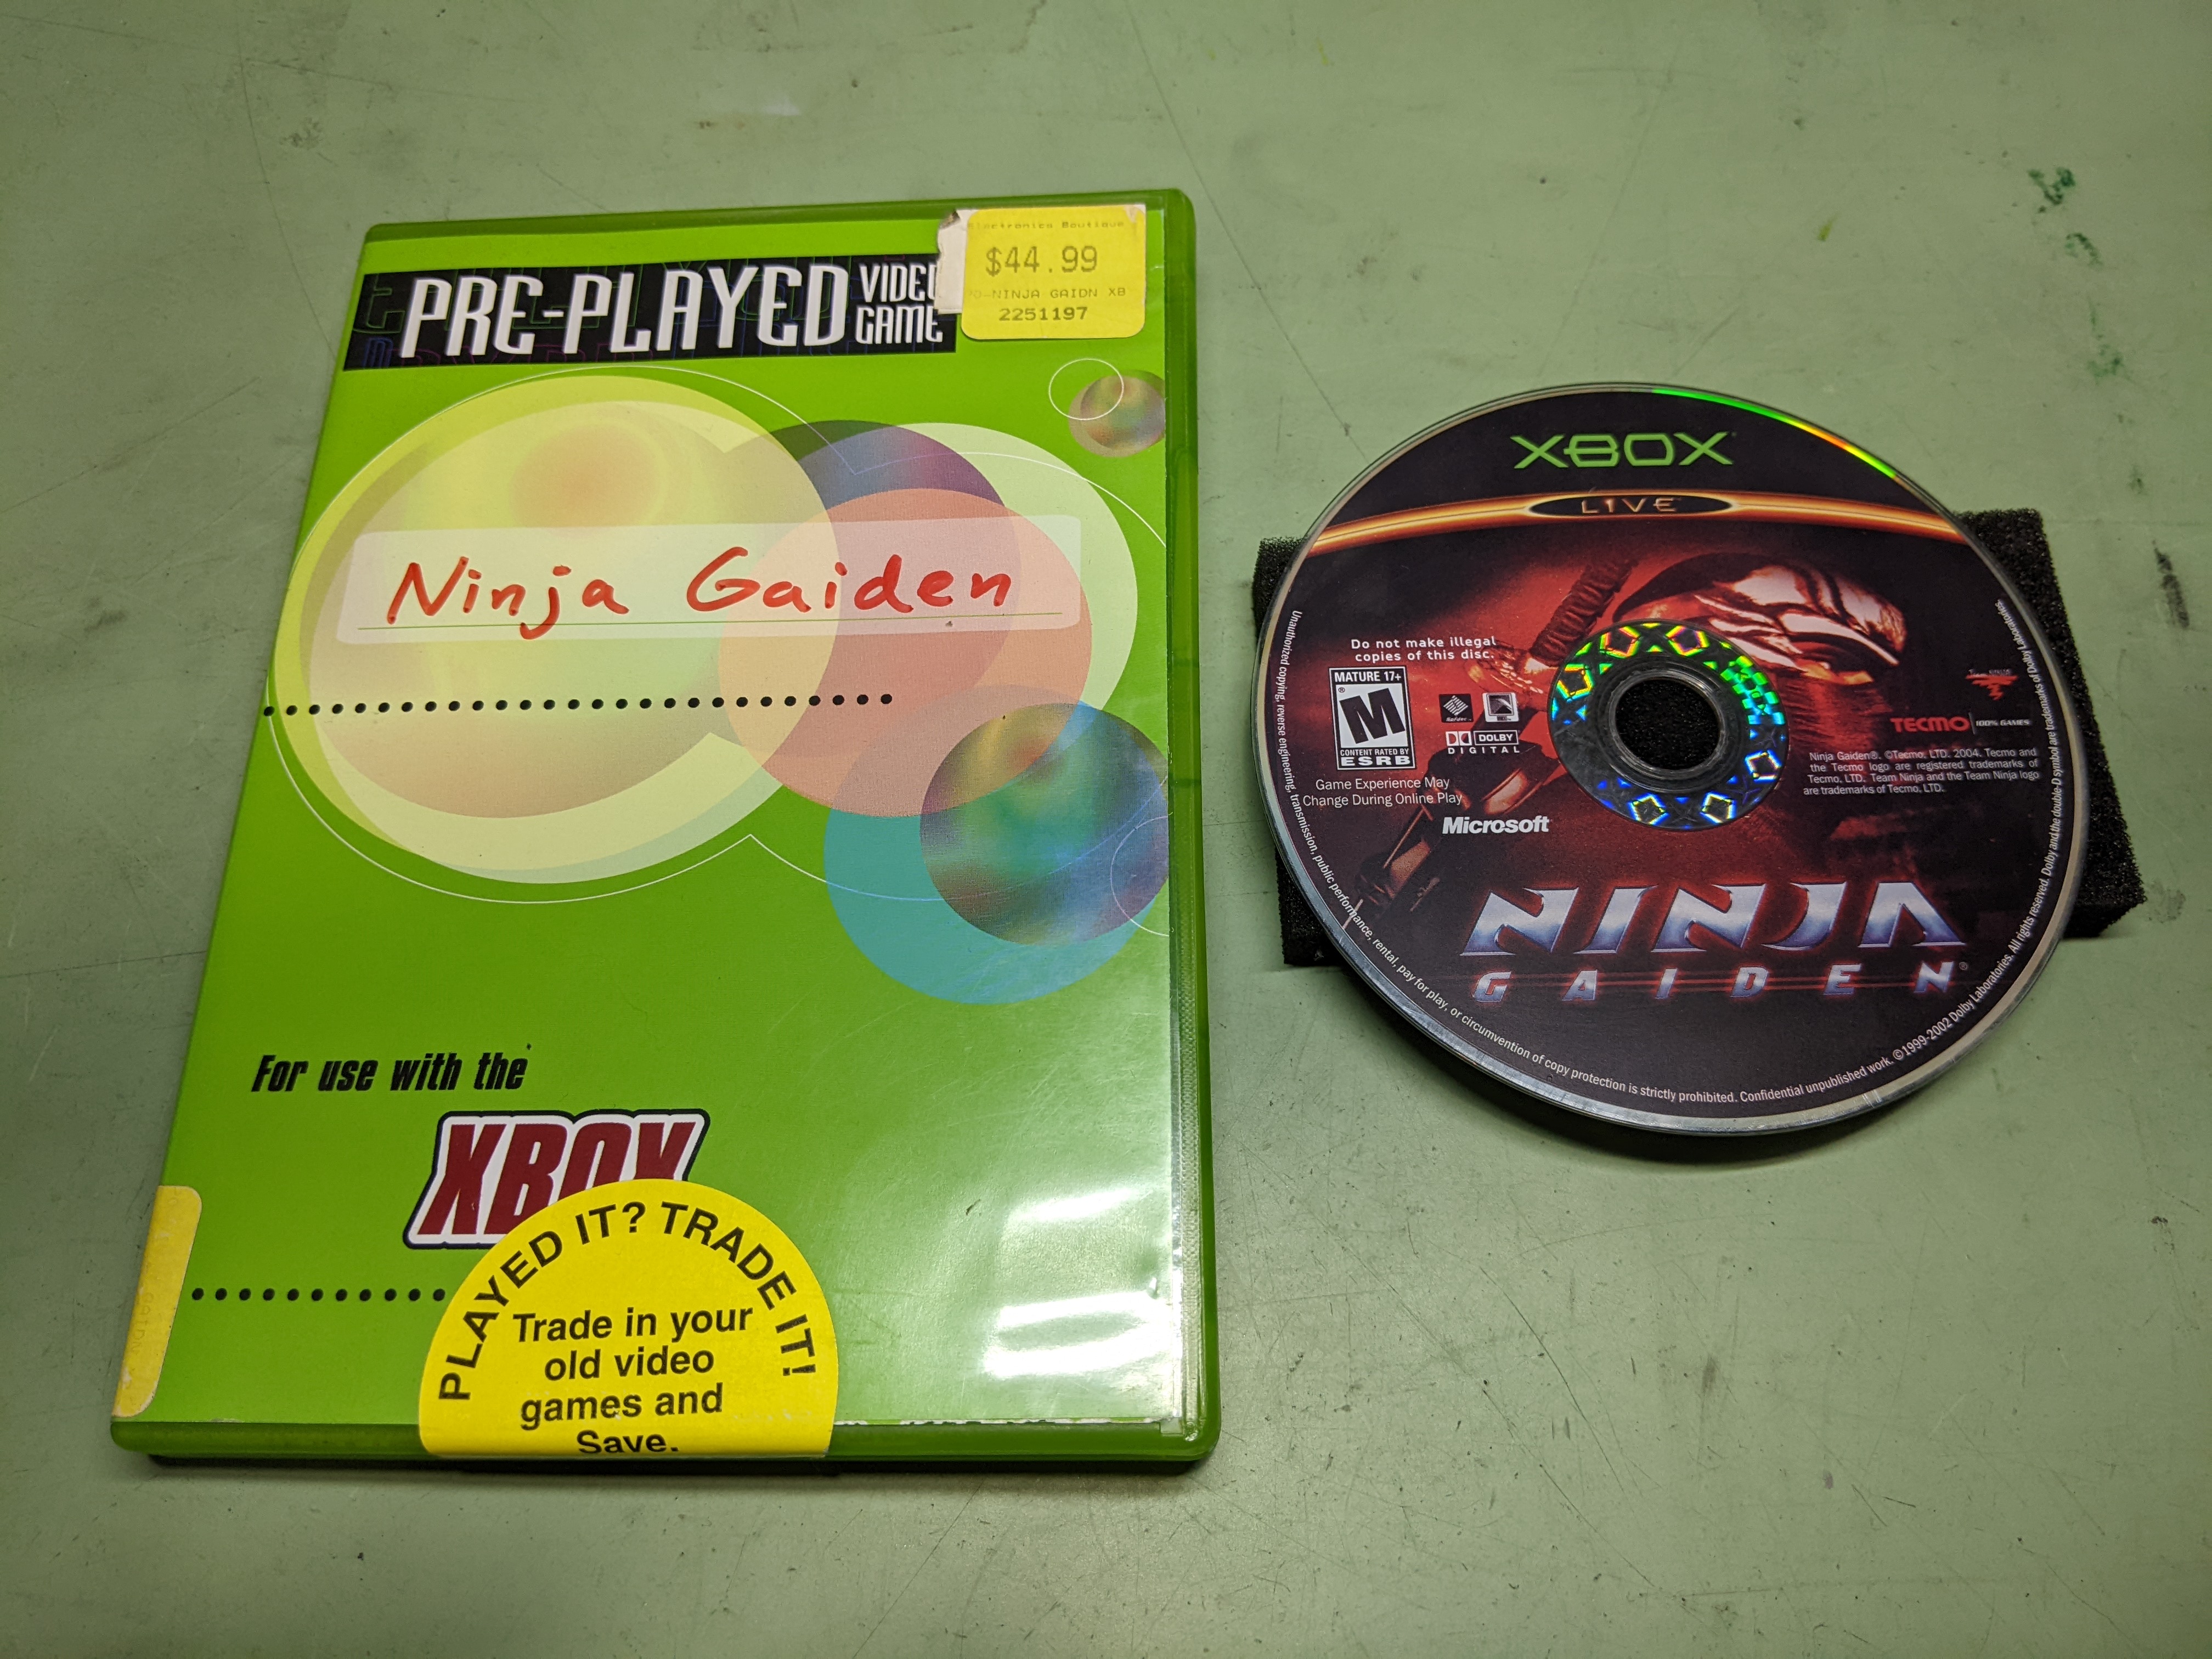 PRE-PLAYED VIDEO
GAME
Electronics Boutique
$44.99
O-NINJA GAIDN XB
2251197
Ninja Gaiden
For use with the
XBOX
PLAYED IT? TRADE IT!
Trade in your
old video
games and
Save.
XBOX
LIVE
Do not make illegal
copies of this disc.
MATURE 17+
M
CONTENT RATED BY
ESRB
DOLBY
DIGITAL
Game Experience May
Change During Online Play
Microsoft
TECMO 100% GAMES
Ninja Gaiden®. ©Tecmo, LTD. 2004. Tecmo and
the Tecmo logo are registered trademarks of
Tecmo, LTD. Team Ninja and the Team Ninja logo
are trademarks of Tecmo, LTD.
NINJA
GAIDEN®
Unauthorized copying, reverse engineering, transmission, public performance, rental, pay for play, or circumvention of copy protection is strictly prohibited. Confidential unpublished work. ©1999-2002 Dolby Laboratories. All rights reserved. Dolby and the double-D symbol are trademarks of Dolby Laboratories.